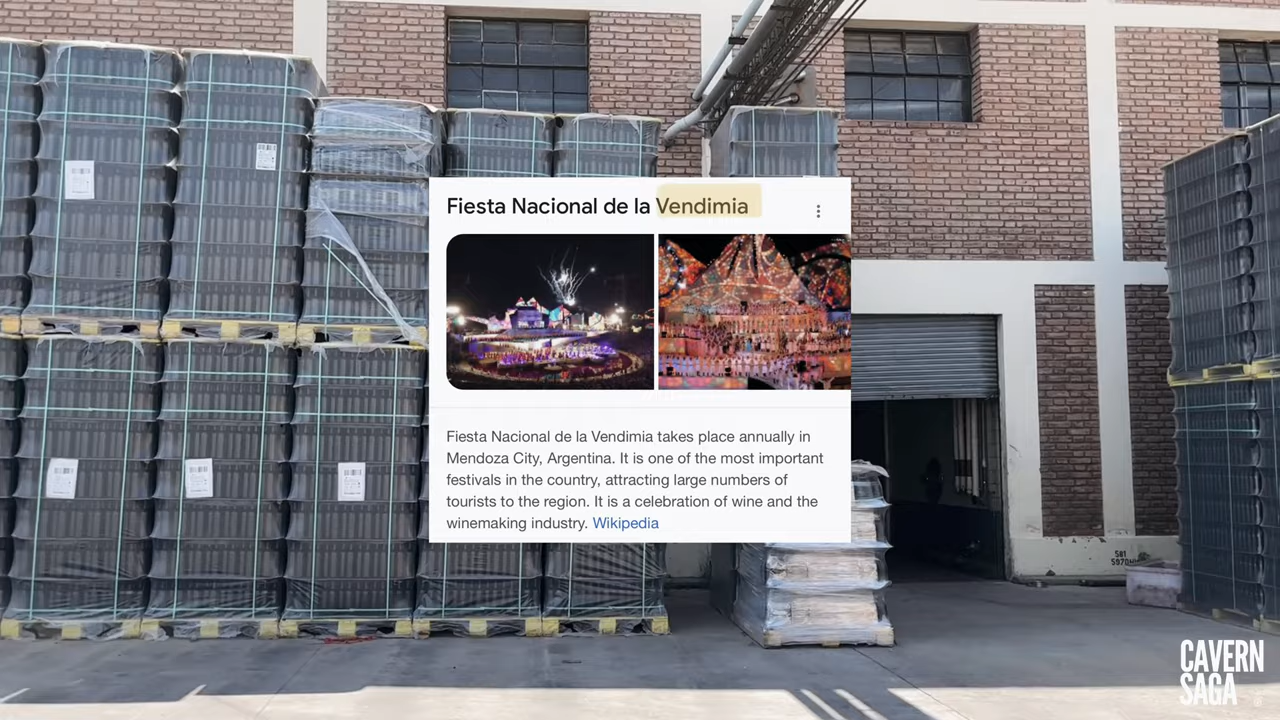 Fiesta Nacional de la Vendimia
Fiesta Nacional de la Vendimia takes place annually in
Mendoza City, Argentina. It is one of the most important
festivals in the country, attracting large numbers of
tourists to the region. It is a celebration of wine and the
winemaking industry. Wikipedia
581
CAVERN
SAGA